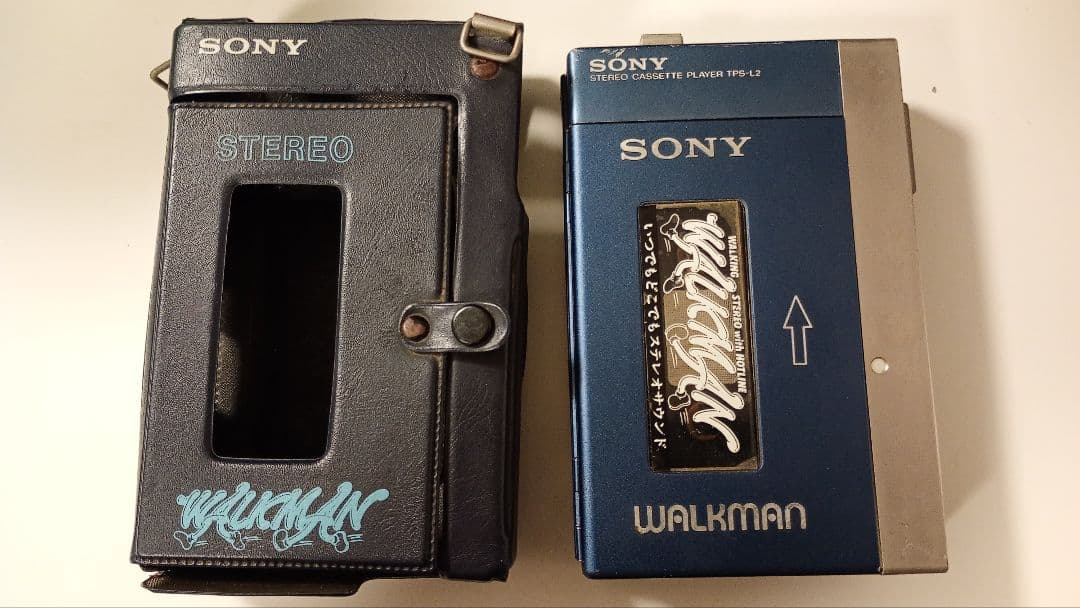 SONY
STEREO
WALKMAN
SONY
STEREO CASSETTE PLAYER TPS-L2
SONY
WALKING STEREO with HOTLINE
WALKMAN
いつでもどこでもステレオサウンド
WALKMAN